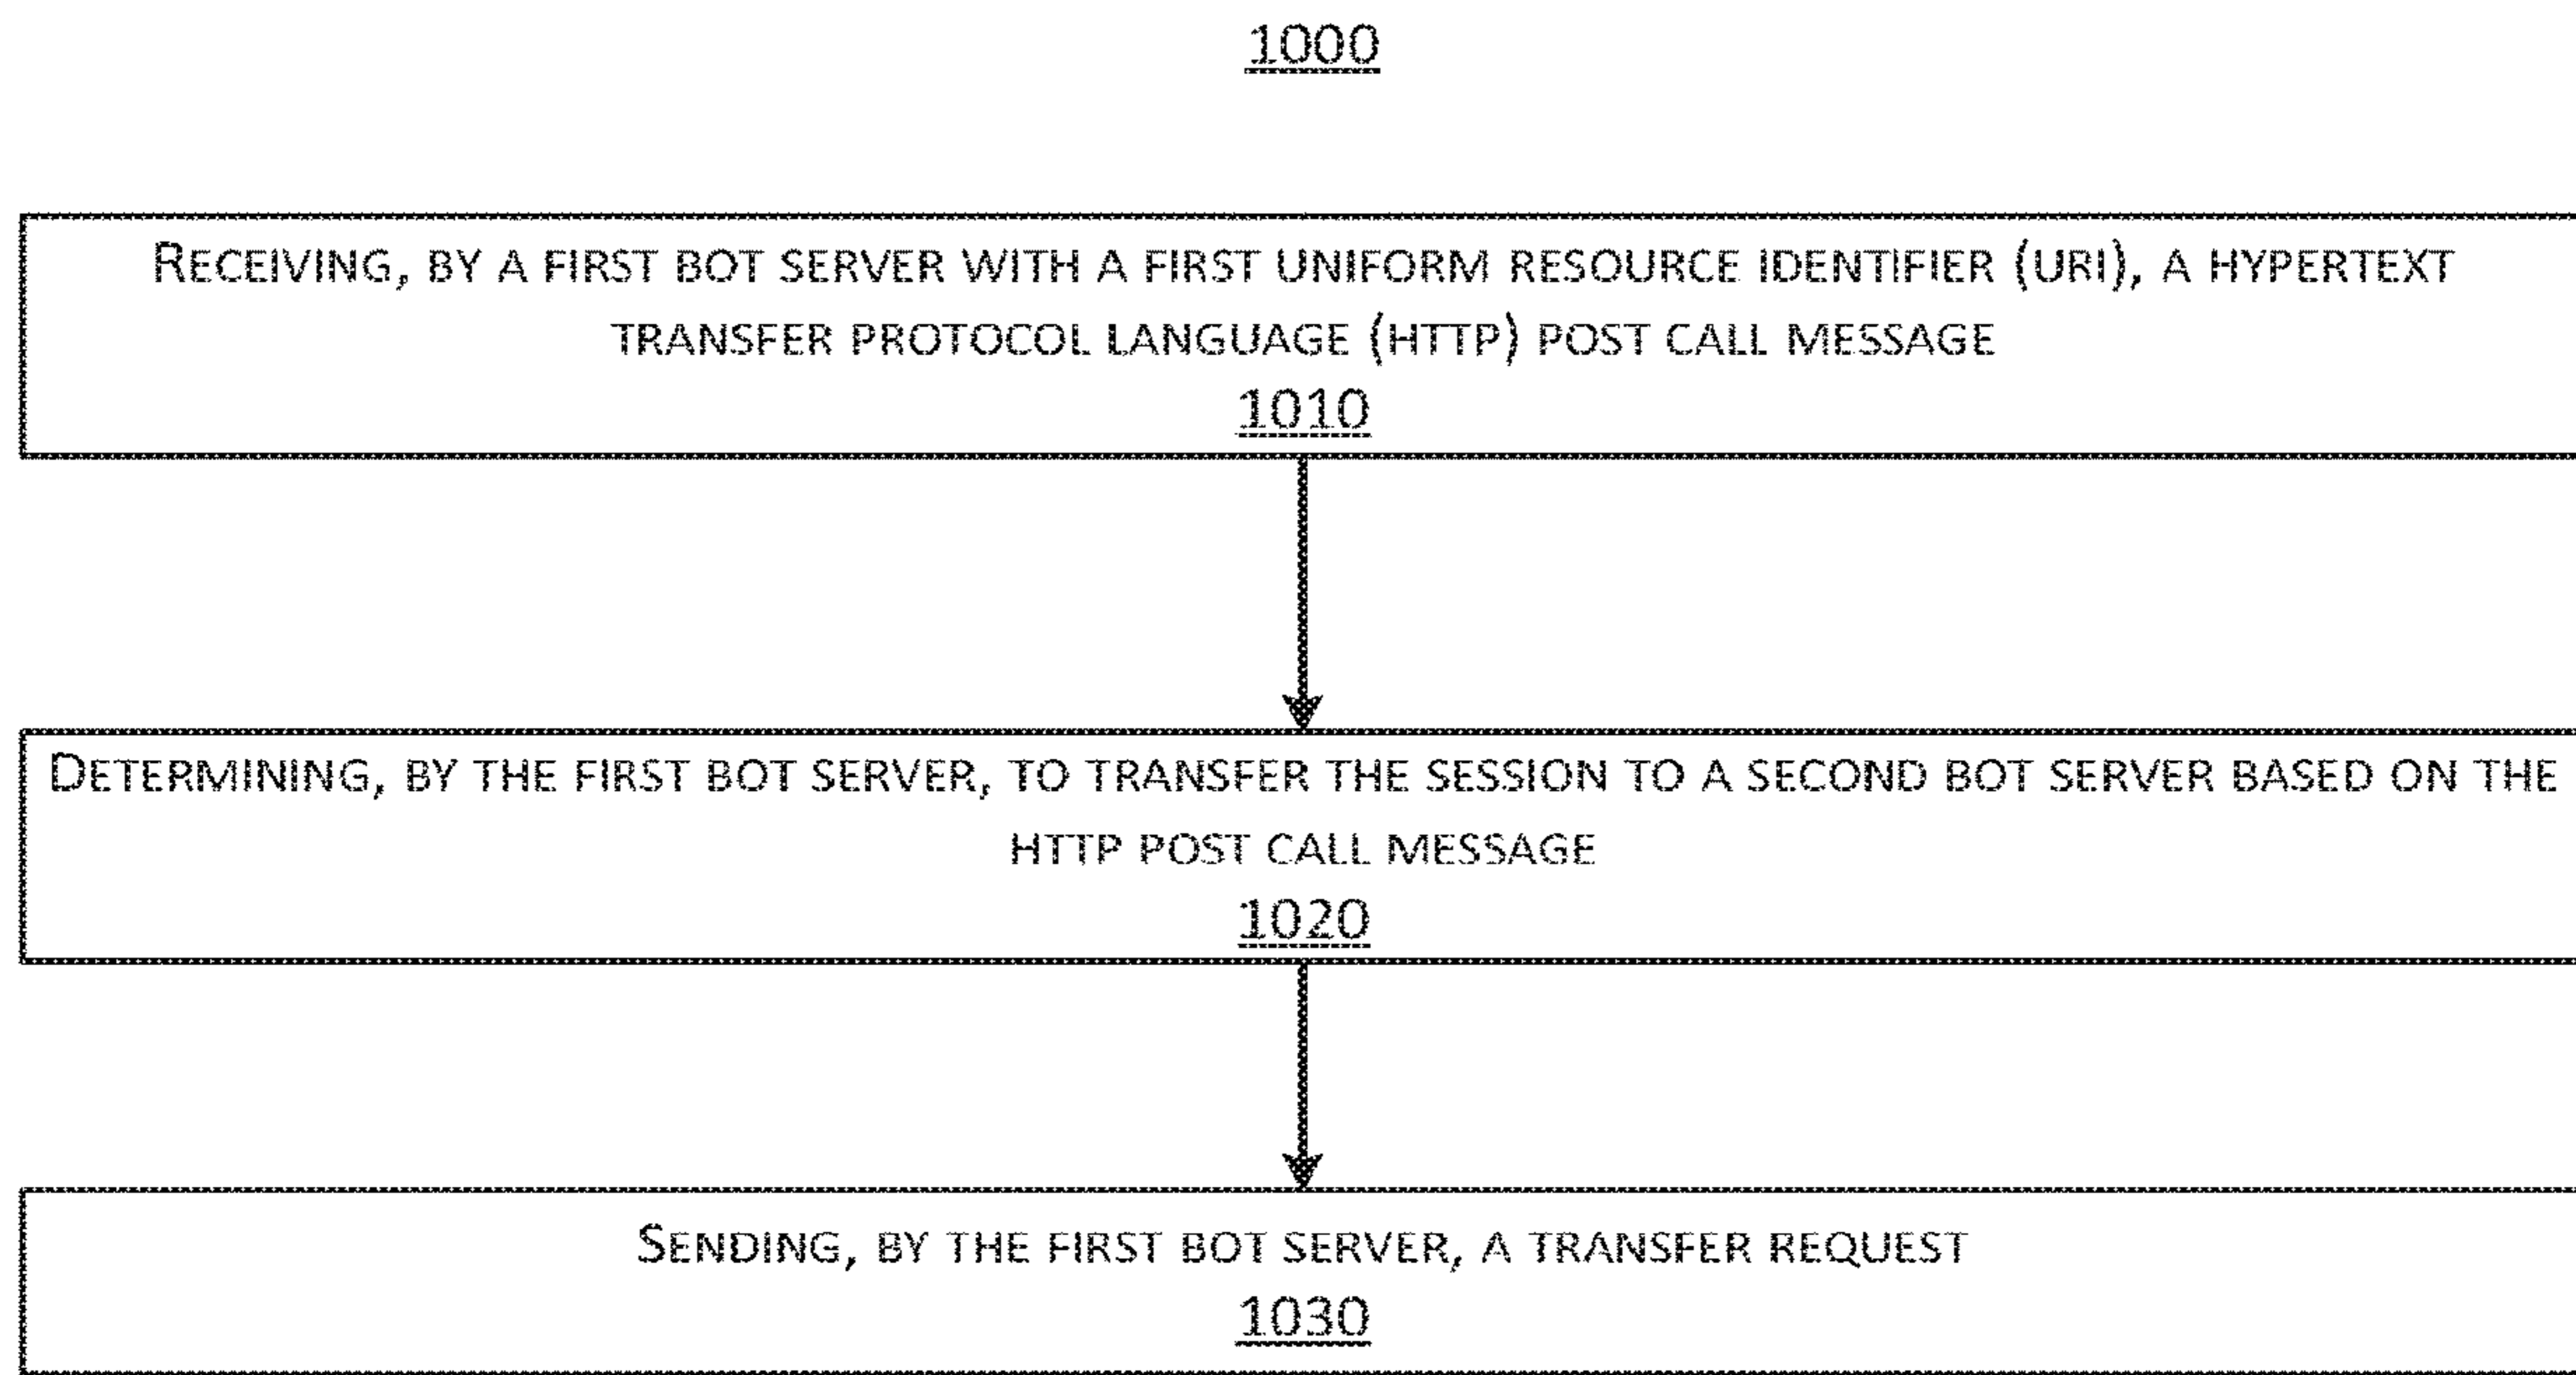 1000
RECEIVING, BY A FIRST BOT SERVER WITH A FIRST UNIFORM RESOURCE IDENTIFIER (URI), A HYPERTEXT
TRANSFER PROTOCOL LANGUAGE (HTTP) POST CALL MESSAGE
1010
DETERMINING, BY THE FIRST BOT SERVER, TO TRANSFER THE SESSION TO A SECOND BOT SERVER BASED ON THE
HTTP POST CALL MESSAGE
1020
SENDING, BY THE FIRST BOT SERVER, A TRANSFER REQUEST
1030